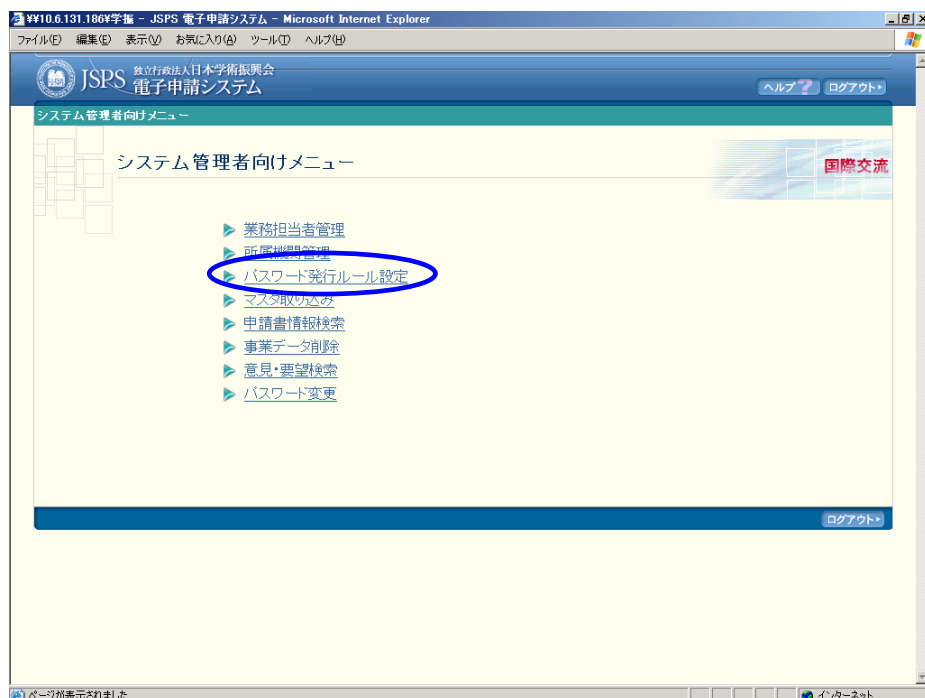 ¥¥10.6.131.186¥学振 - JSPS 電子申請システム - Microsoft Internet Explorer
ファイル(F) 編集(E) 表示(V) お気に入り(A) ツール(T) ヘルプ(H)
JSPS 独立行政法人日本学術振興会
電子申請システム
ヘルプ? ログアウト
システム管理者向けメニュー
システム管理者向けメニュー
国際交流
業務担当者管理
所属機関管理
パスワード発行ルール設定
マスタ取り込み
申請書情報検索
事業データ削除
意見・要望検索
パスワード変更
ログアウト
ページが表示されました
インターネット